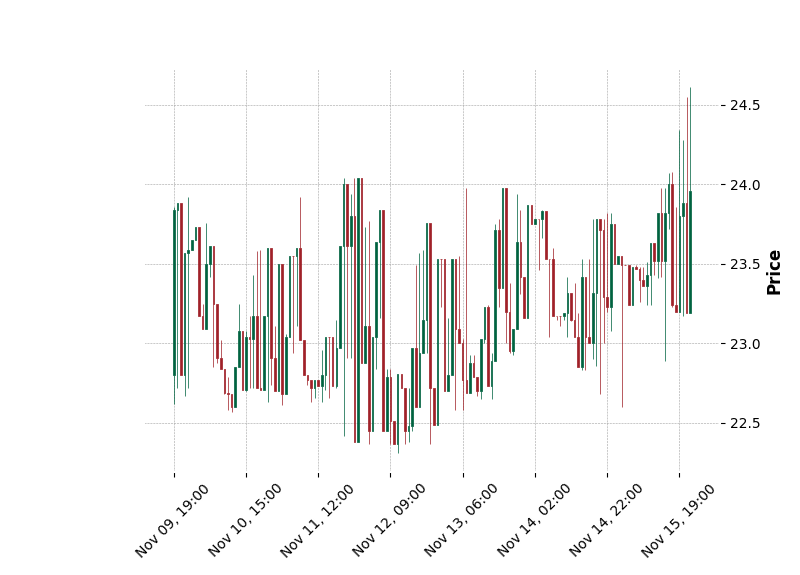 24.5
24.0
23.5
23.0
22.5
Price
Nov 09, 19:00
Nov 10, 15:00
Nov 11, 12:00
Nov 12, 09:00
Nov 13, 06:00
Nov 14, 02:00
Nov 14, 22:00
Nov 15, 19:00